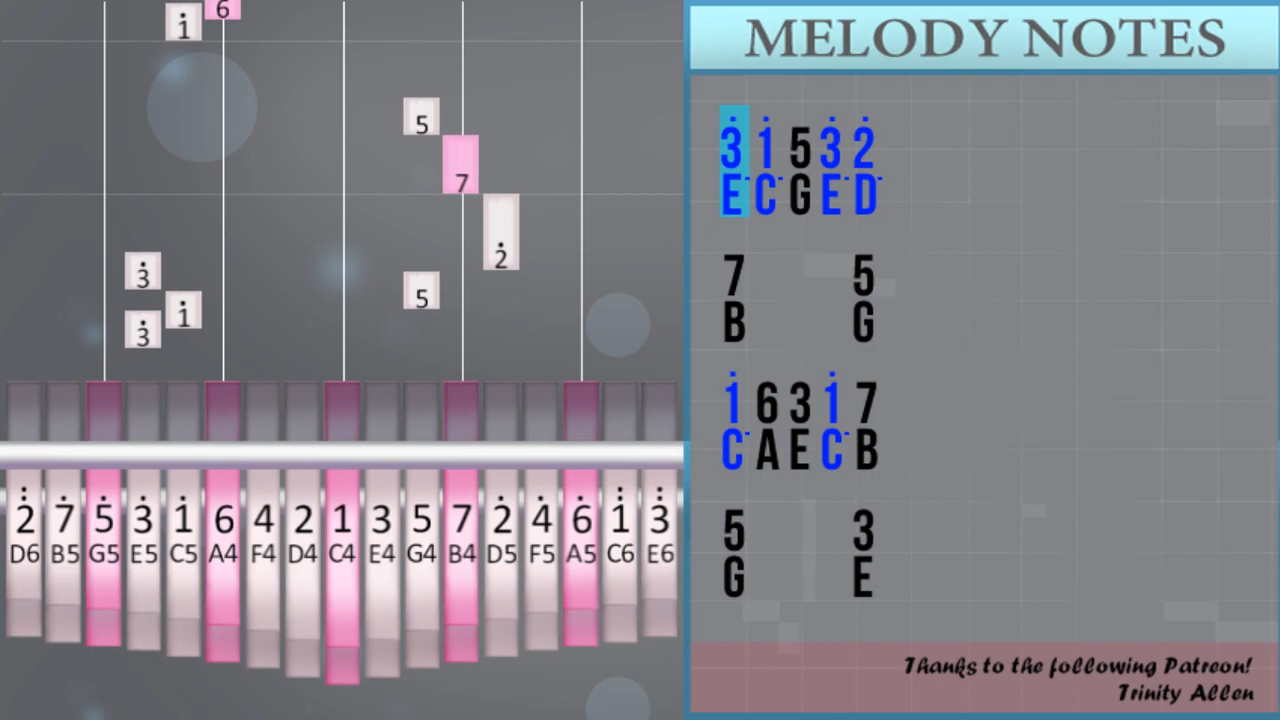 1̇ 6
5
7
2̇
3̇
5
1̇
3̇
2̈ 7̇ 5̇ 3̇ 1̇ 6 4 2 1 3 5 7 2̇ 4̇ 6̇ 1̈ 3̈
D6 B5 G5 E5 C5 A4 F4 D4 C4 E4 G4 B4 D5 F5 A5 C6 E6
MELODY NOTES
3̇ 1̇ 5 3̇ 2̇
E˙ C˙ G E˙ D˙
7 5
B G
1̇ 6 3 1̇ 7
C˙ A E C˙ B
5 3
G E
Thanks to the following Patreon!
Trinity Allen